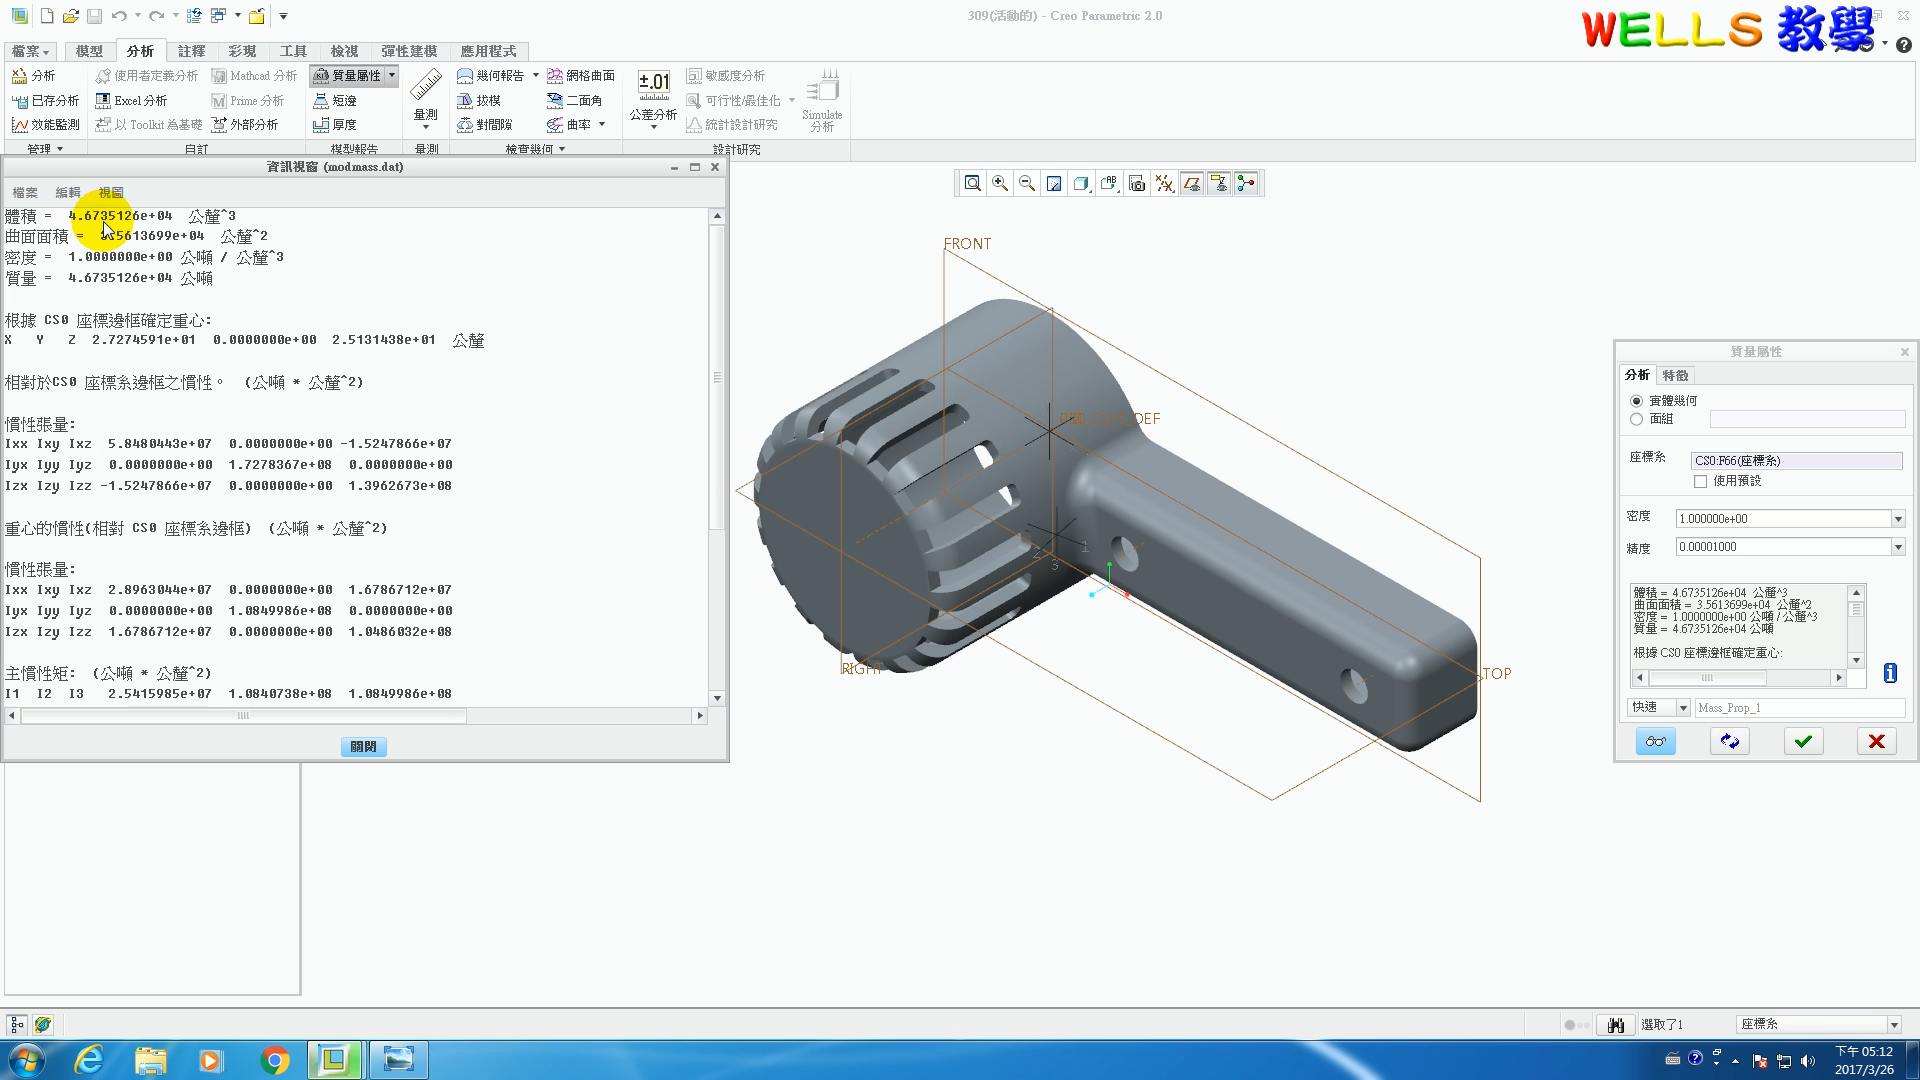 309(活動的) - Creo Parametric 2.0
WELLS 教學
檔案 模型 分析 註釋 彩現 工具 檢視 彈性建模 應用程式
分析 使用者定義分析 Mathcad 分析 質量屬性 幾何報告 網格曲面 敏感度分析
已存分析 Excel 分析 Prime 分析 短邊 拔模 二面角 可行性/最佳化
效能監測 以 Toolkit 為基礎 外部分析 厚度 對間隙 曲率 統計設計研究
量測
±.01
公差分析
Simulate
分析
管理 自訂 模型報告 量測 檢查幾何 設計研究
資訊視窗 (modmass.dat)
檔案 編輯 視圖
體積 = 4.6735126e+04 公釐^3
曲面面積 = 3.5613699e+04 公釐^2
密度 = 1.0000000e+00 公噸 / 公釐^3
質量 = 4.6735126e+04 公噸
根據 CS0 座標邊框確定重心:
X Y Z 2.7274591e+01 0.0000000e+00 2.5131438e+01 公釐
相對於CS0 座標系邊框之慣性。 (公噸 * 公釐^2)
慣性張量:
Ixx Ixy Ixz 5.8480443e+07 0.0000000e+00 -1.5247866e+07
Iyx Iyy Iyz 0.0000000e+00 1.7278367e+08 0.0000000e+00
Izx Izy Izz -1.5247866e+07 0.0000000e+00 1.3962673e+08
重心的慣性(相對 CS0 座標系邊框) (公噸 * 公釐^2)
慣性張量:
Ixx Ixy Ixz 2.8963044e+07 0.0000000e+00 1.6786712e+07
Iyx Iyy Iyz 0.0000000e+00 1.0849986e+08 0.0000000e+00
Izx Izy Izz 1.6786712e+07 0.0000000e+00 1.0486032e+08
主慣性矩: (公噸 * 公釐^2)
I1 I2 I3 2.5415985e+07 1.0840738e+08 1.0849986e+08
關閉
FRONT
RIGHT
TOP
1
2
3
質量屬性
分析 特徵
實體幾何
面組
座標系 CS0:F66(座標系)
使用預設
密度 1.000000e+00
精度 0.00001000
體積 = 4.6735126e+04 公釐^3
曲面面積 = 3.5613699e+04 公釐^2
密度 = 1.0000000e+00 公噸 / 公釐^3
質量 = 4.6735126e+04 公噸
根據 CS0 座標邊框確定重心:
快速 Mass_Prop_1
選取了1 座標系
下午 05:12
2017/3/26